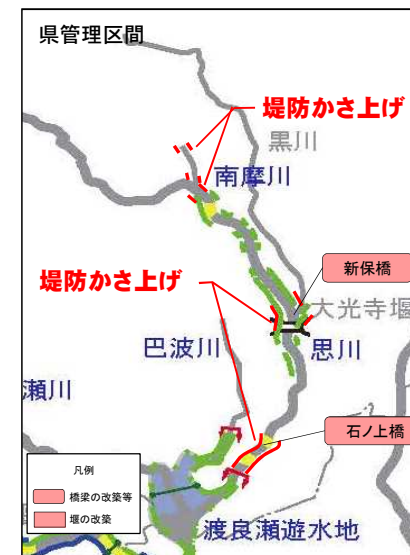 県管理区間
堤防かさ上げ
黒川
南摩川
新保橋
堤防かさ上げ
大光寺堰
巴波川
思川
瀬川
石ノ上橋
凡例
橋梁の改築等
堰の改築
渡良瀬遊水地